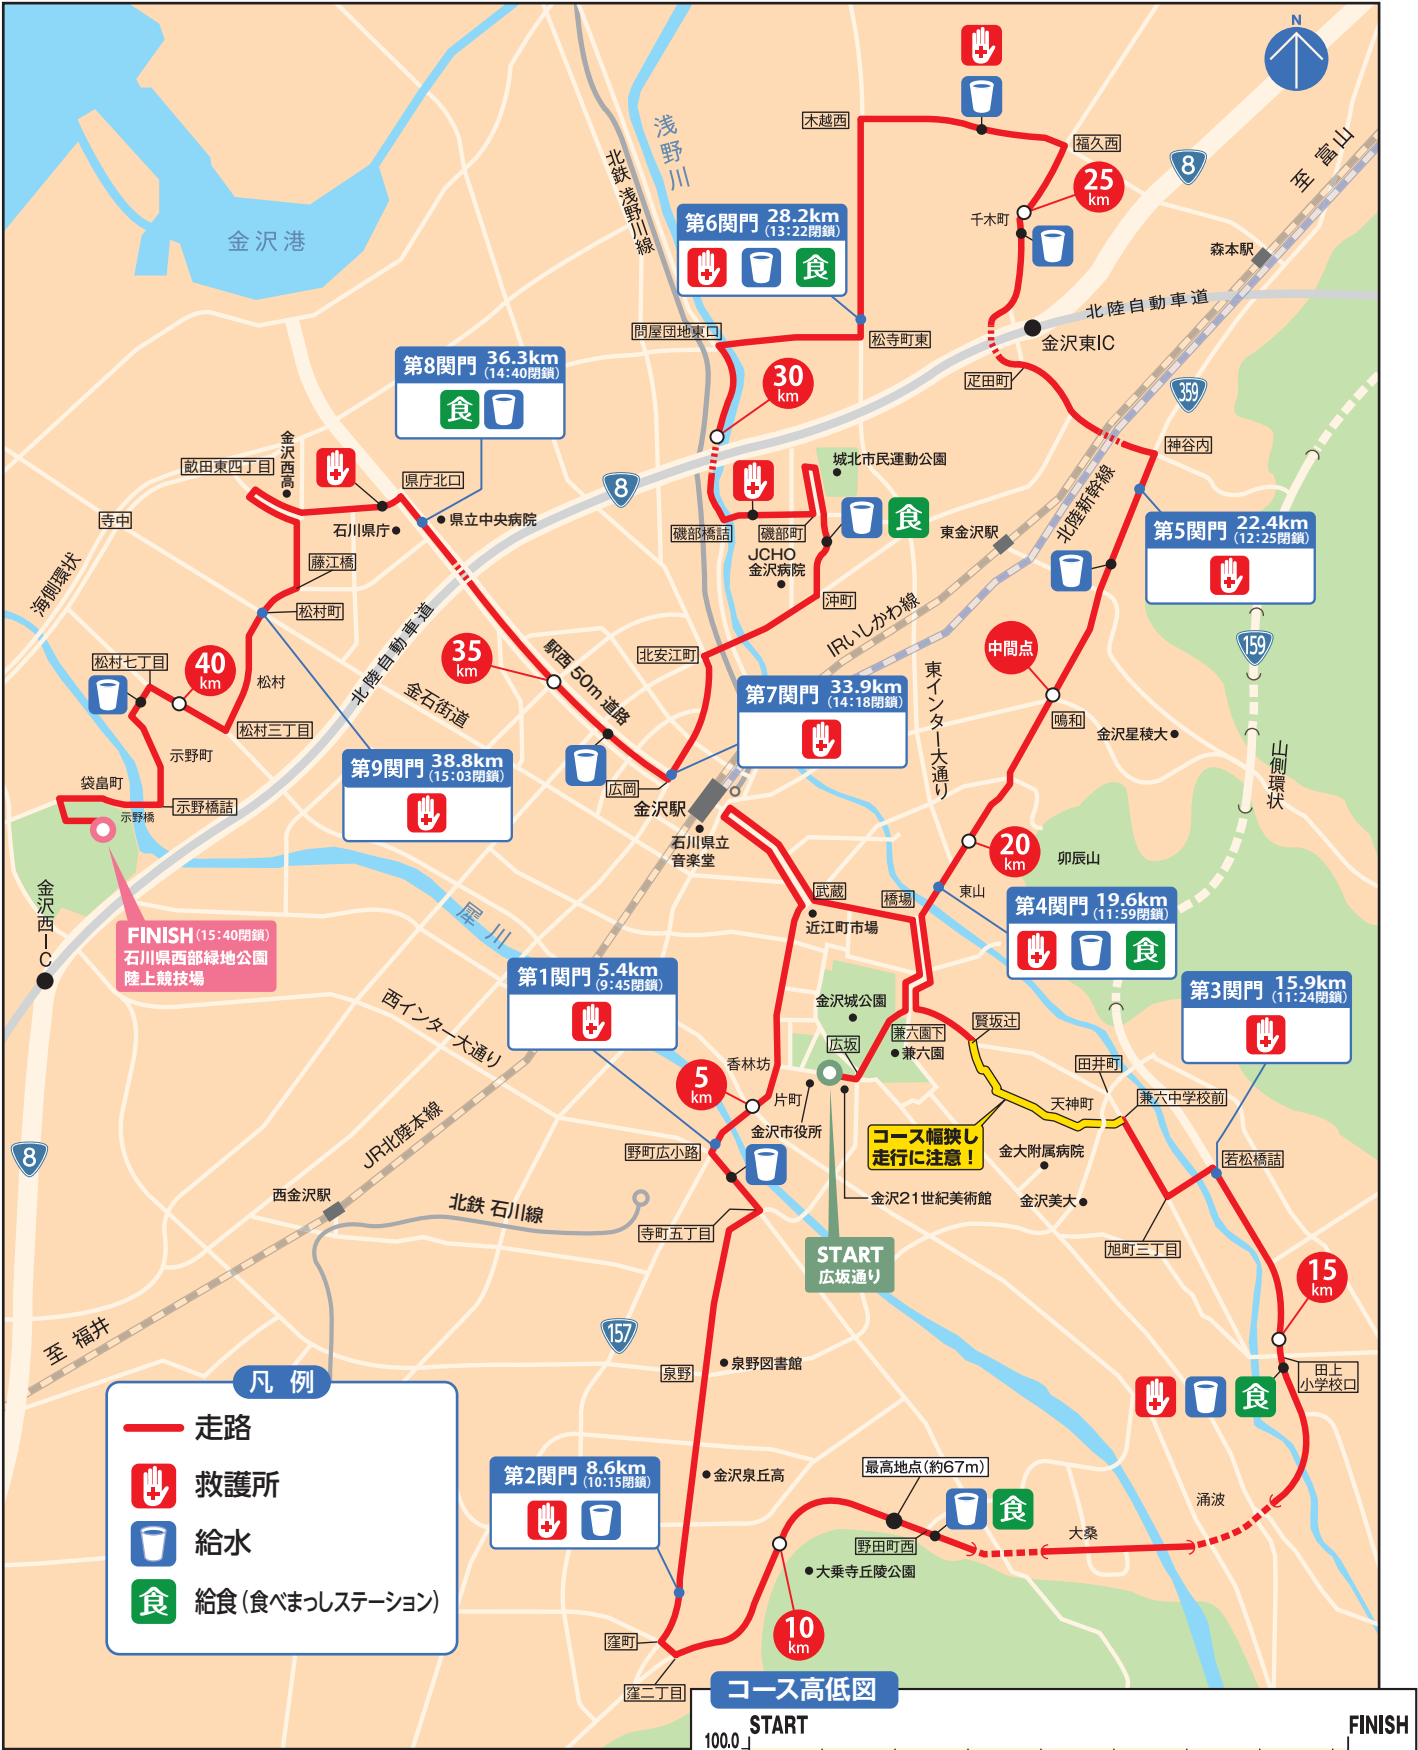 N
木越西
福久西
25
km
8
至 富山
千木町
森本駅
浅野川
北鉄 浅野川線
金沢港
第6関門 28.2km
(13:22閉鎖)
食
北陸自動車道
金沢東IC
問屋団地東口
松寺町東
疋田町
359
第8関門 36.3km
(14:40閉鎖)
食
30
km
神谷内
城北市民運動公園
金沢西高
畝田東四丁目
県庁北口
8
県立中央病院
石川県庁
寺中
磯部橋詰
磯部町
食
東金沢駅
北陸新幹線
第5関門 22.4km
(12:25閉鎖)
JCHO
金沢病院
藤江橋
海側環状
松村町
沖町
IRいしかわ線
北陸自動車道
159
35
km
駅西 50m 道路
北安江町
中間点
松村七丁目
40
km
松村
金石街道
第7関門 33.9km
(14:18閉鎖)
東インター大通り
鳴和
金沢星稜大
松村三丁目
山側環状
示野町
第9関門 38.8km
(15:03閉鎖)
袋畠町
示野橋詰
示野橋
広岡
金沢駅
石川県立
音楽堂
20
km
卯辰山
金沢西IC
武蔵
橋場
東山
近江町市場
第4関門 19.6km
(11:59閉鎖)
食
FINISH (15:40閉鎖)
石川県西部緑地公園
陸上競技場
犀川
第1関門 5.4km
(9:45閉鎖)
第3関門 15.9km
(11:24閉鎖)
西インター大通り
金沢城公園
兼六園下
賢坂辻
広坂
兼六園
香林坊
田井町
5
km
片町
天神町
兼六中学校前
金沢市役所
コース幅狭し
走行に注意！
金大附属病院
JR北陸本線
8
野町広小路
若松橋詰
西金沢駅
北鉄 石川線
金沢21世紀美術館
金沢美大
寺町五丁目
旭町三丁目
START
広坂通り
15
km
至 福井
157
泉野
泉野図書館
田上
小学校口
食
凡 例
走路
救護所
給水
食
給食 (食べまっしステーション)
第2関門 8.6km
(10:15閉鎖)
金沢泉丘高
最高地点(約67m)
食
涌波
大桑
野田町西
大乗寺丘陵公園
10
km
窪町
窪二丁目
コース高低図
START
FINISH
100.0